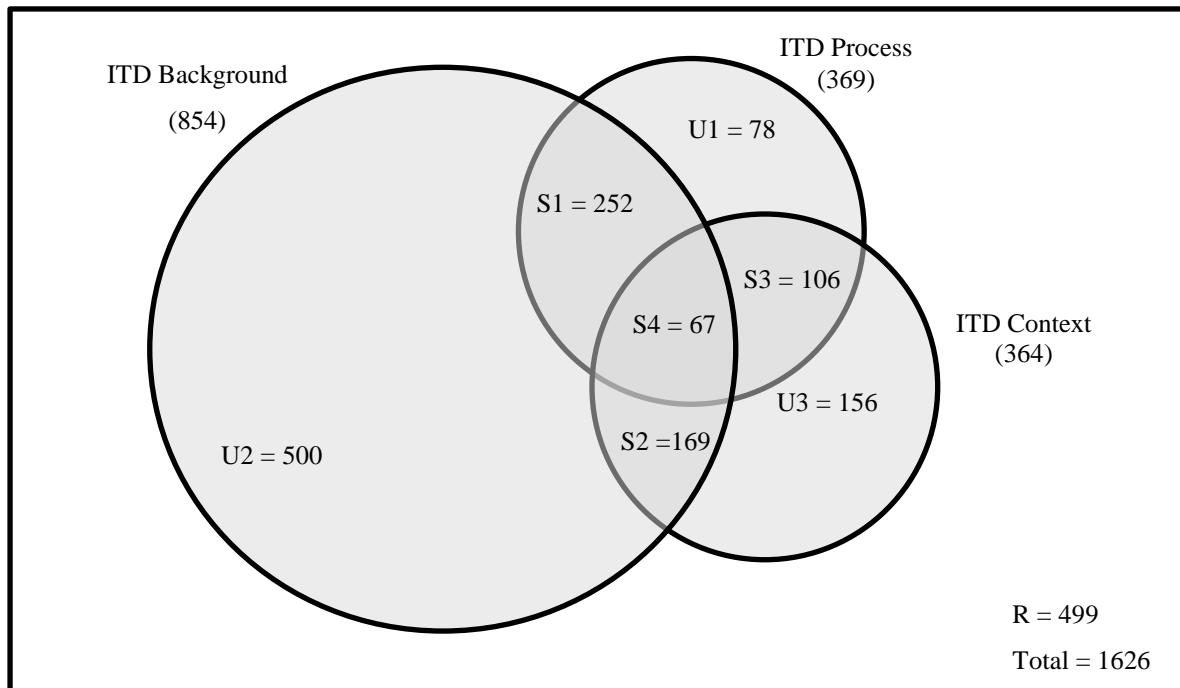 ITD Background
(854)
ITD Process
(369)
U1 = 78
S1 = 252
S3 = 106
S4 = 67
ITD Context
(364)
U3 = 156
S2 =169
U2 = 500
R = 499
Total = 1626